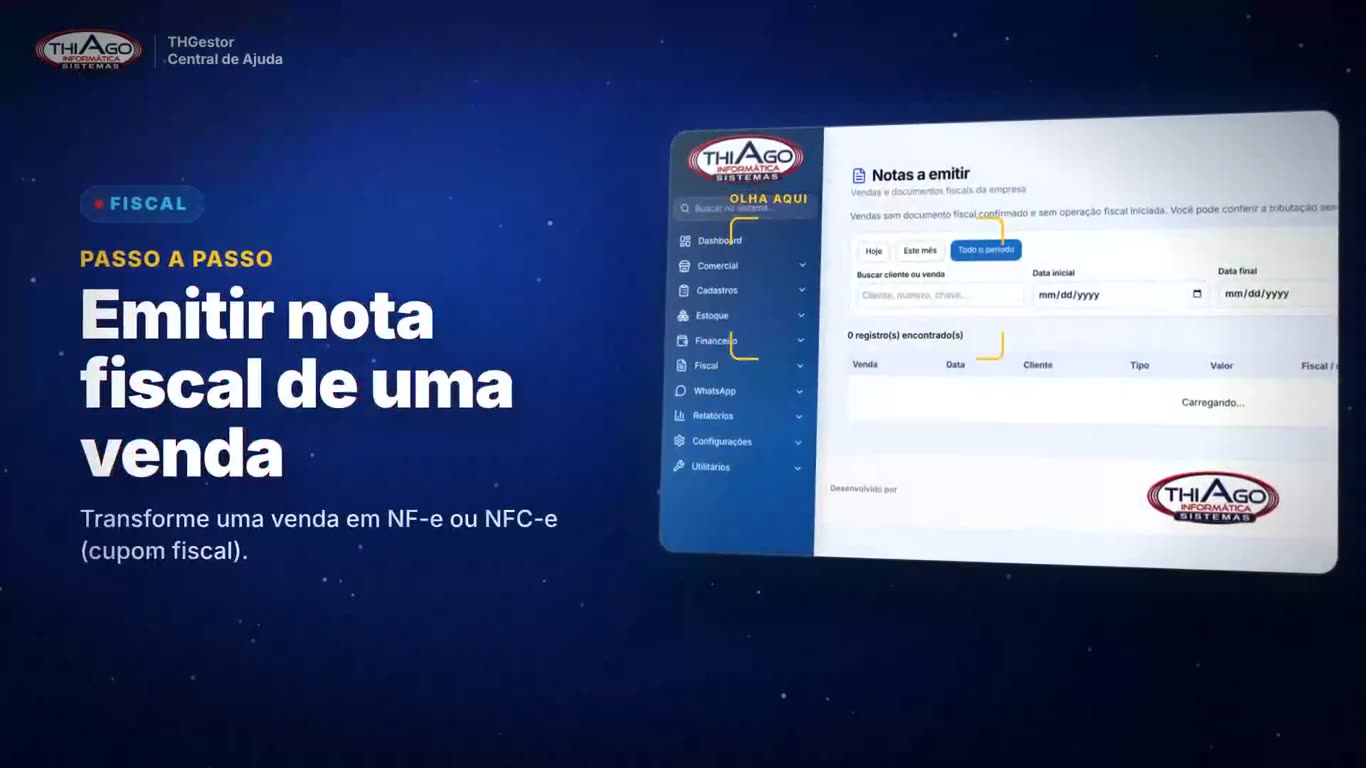 THIAGO
INFORMÁTICA
SISTEMAS
THGestor
Central de Ajuda
FISCAL
PASSO A PASSO
Emitir nota
fiscal de uma
venda
Transforme uma venda em NF-e ou NFC-e
(cupom fiscal).
THIAGO
INFORMÁTICA
SISTEMAS
OLHA AQUI
Buscar no sistema...
Dashboard
Comercial
Cadastros
Estoque
Financeiro
Fiscal
WhatsApp
Relatórios
Configurações
Utilitários
Notas a emitir
Vendas e documentos fiscais da empresa
Vendas sem documento fiscal confirmado e sem operação fiscal iniciada. Você pode conferir a tributação
Hoje Este mês Todo o período
Buscar cliente ou venda Data inicial Data final
Cliente, número, chave... mm/dd/yyyy mm/dd/yyyy
0 registro(s) encontrado(s)
Venda Data Cliente Tipo Valor Fiscal /
Carregando...
Desenvolvido por
THIAGO
INFORMÁTICA
SISTEMAS